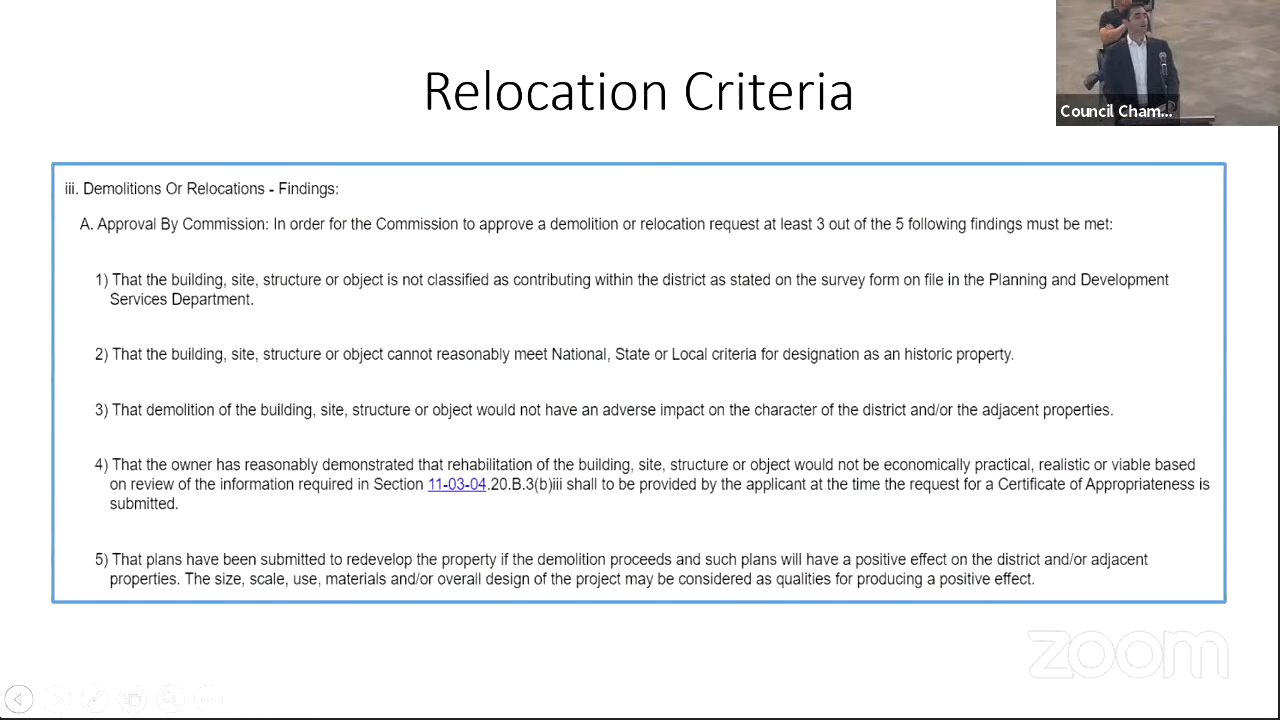 Relocation Criteria
Council Cham...
iii. Demolitions Or Relocations - Findings:
A. Approval By Commission: In order for the Commission to approve a demolition or relocation request at least 3 out of the 5 following findings must be met:
1) That the building, site, structure or object is not classified as contributing within the district as stated on the survey form on file in the Planning and Development
Services Department.
2) That the building, site, structure or object cannot reasonably meet National, State or Local criteria for designation as an historic property.
3) That demolition of the building, site, structure or object would not have an adverse impact on the character of the district and/or the adjacent properties.
4) That the owner has reasonably demonstrated that rehabilitation of the building, site, structure or object would not be economically practical, realistic or viable based
on review of the information required in Section 11-03-04.20.B.3(b)iii shall to be provided by the applicant at the time the request for a Certificate of Appropriateness is
submitted.
5) That plans have been submitted to redevelop the property if the demolition proceeds and such plans will have a positive effect on the district and/or adjacent
properties. The size, scale, use, materials and/or overall design of the project may be considered as qualities for producing a positive effect.
zoom